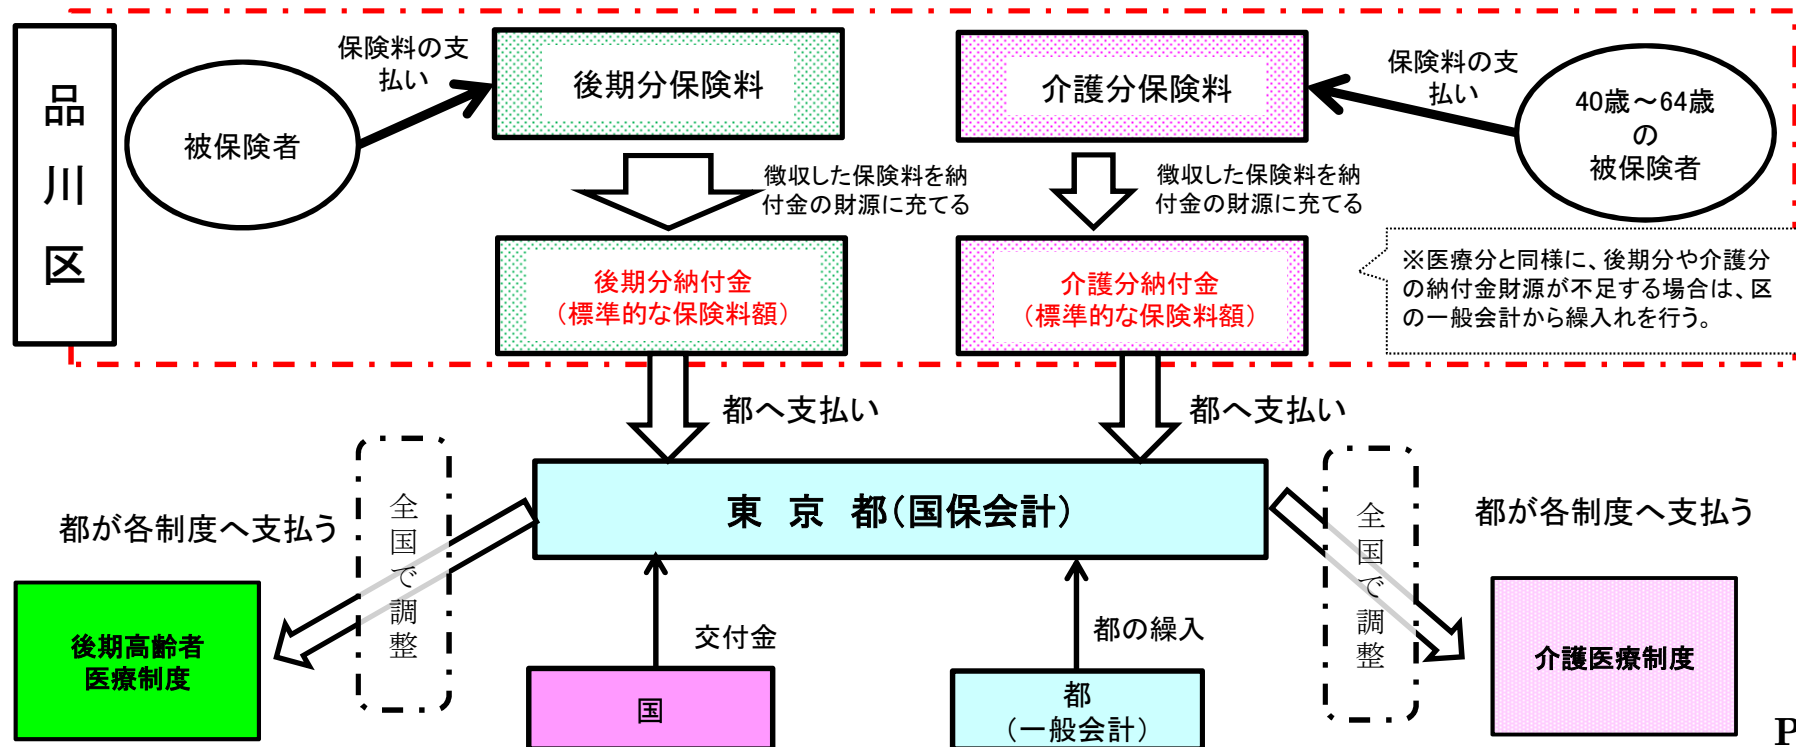 品
川
区
被保険者
保険料の支
払い
後期分保険料
介護分保険料
保険料の支
払い
40歳～64歳
の
被保険者
徴収した保険料を納
付金の財源に充てる
徴収した保険料を納
付金の財源に充てる
後期分納付金
（標準的な保険料額）
介護分納付金
（標準的な保険料額）
※医療分と同様に、後期分や介護分
の納付金財源が不足する場合は、区
の一般会計から繰入れを行う。
都へ支払い
都へ支払い
東 京 都（国保会計）
都が各制度へ支払う
全国で調整
全国で調整
都が各制度へ支払う
後期高齢者
医療制度
交付金
都の繰入
介護医療制度
国
都
（一般会計）
P